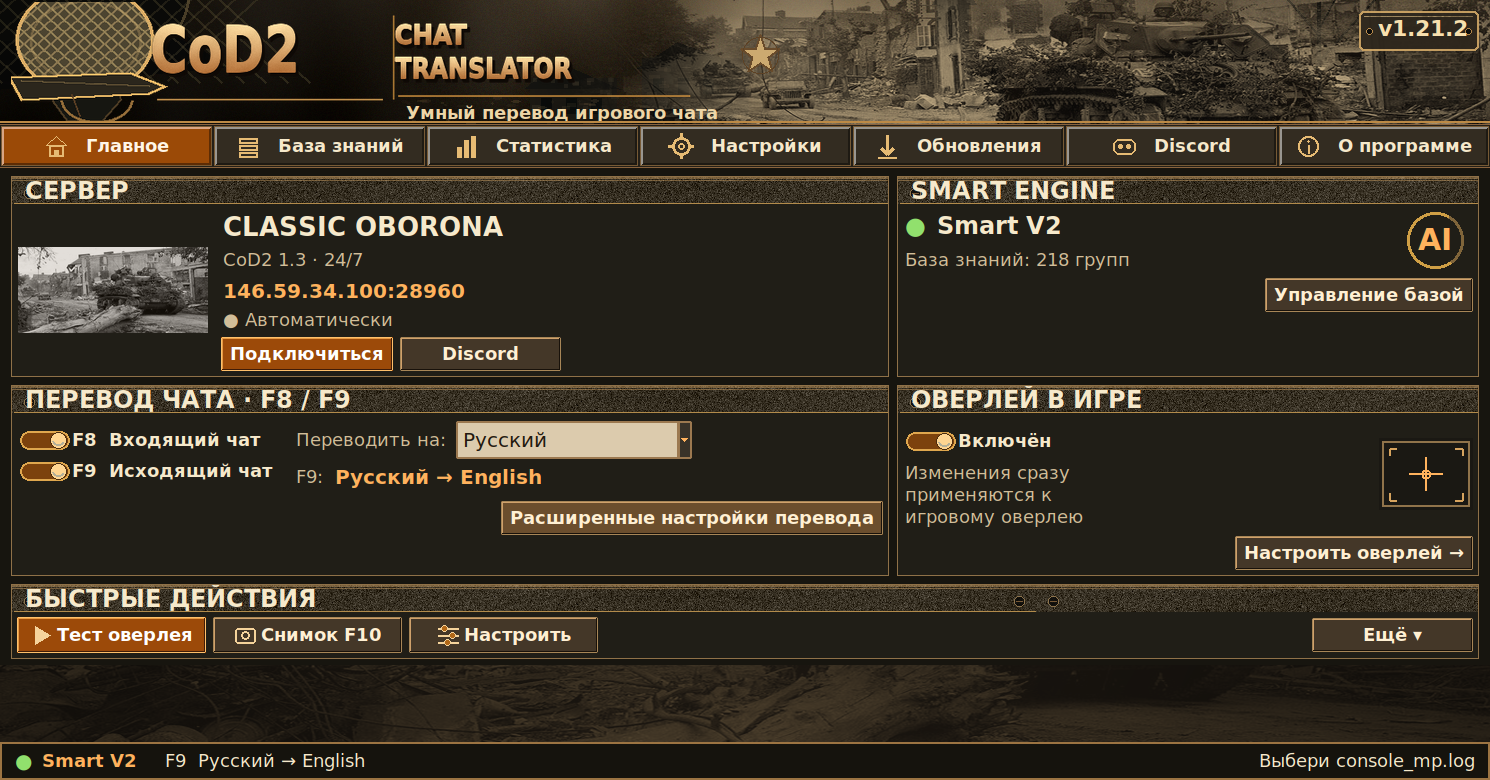 CoD2
CHAT
TRANSLATOR
Умный перевод игрового чата
v1.21.2
Главное
База знаний
Статистика
Настройки
Обновления
Discord
О программе
СЕРВЕР
CLASSIC OBORONA
CoD2 1.3 · 24/7
146.59.34.100:28960
Автоматически
Подключиться
Discord
SMART ENGINE
Smart V2
AI
База знаний: 218 групп
Управление базой
ПЕРЕВОД ЧАТА · F8 / F9
F8 Входящий чат
Переводить на: Русский
F9 Исходящий чат
F9: Русский → English
Расширенные настройки перевода
ОВЕРЛЕЙ В ИГРЕ
Включён
Изменения сразу
применяются к
игровому оверлею
Настроить оверлей →
БЫСТРЫЕ ДЕЙСТВИЯ
Тест оверлея
Снимок F10
Настроить
Ещё ▾
Smart V2
F9 Русский → English
Выбери console_mp.log